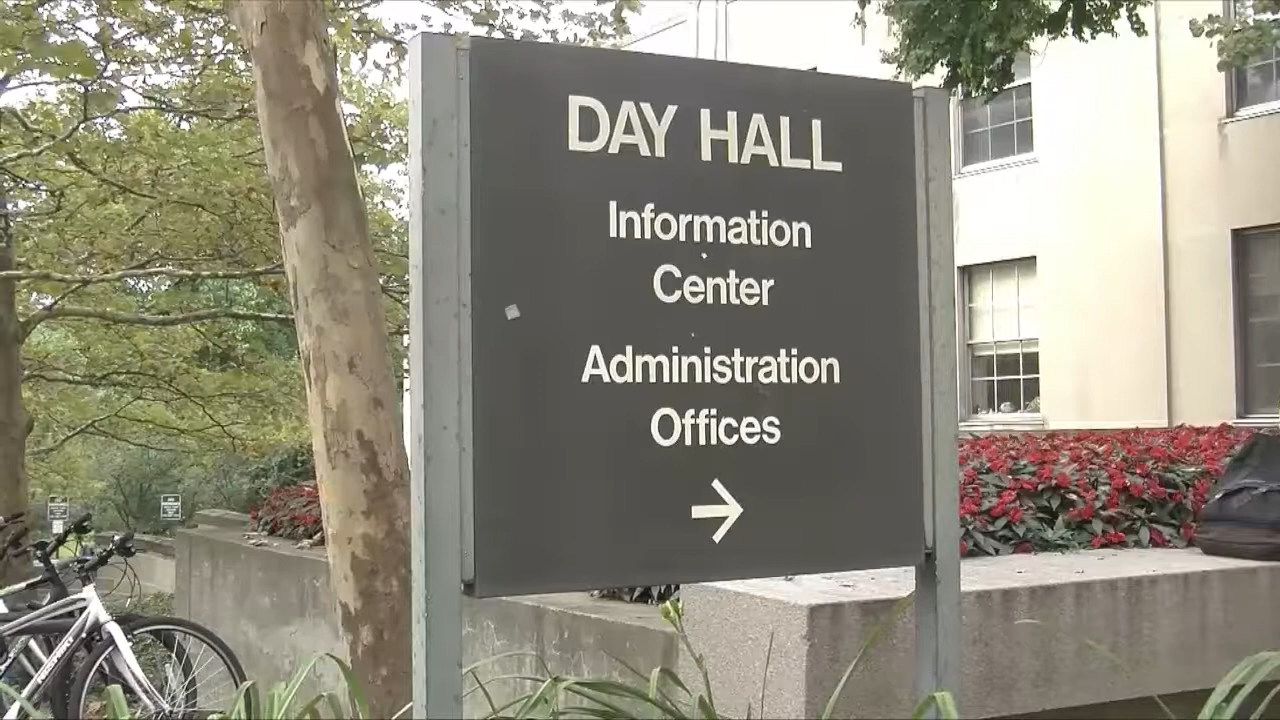 DAY HALL
Information
Center
Administration
Offices